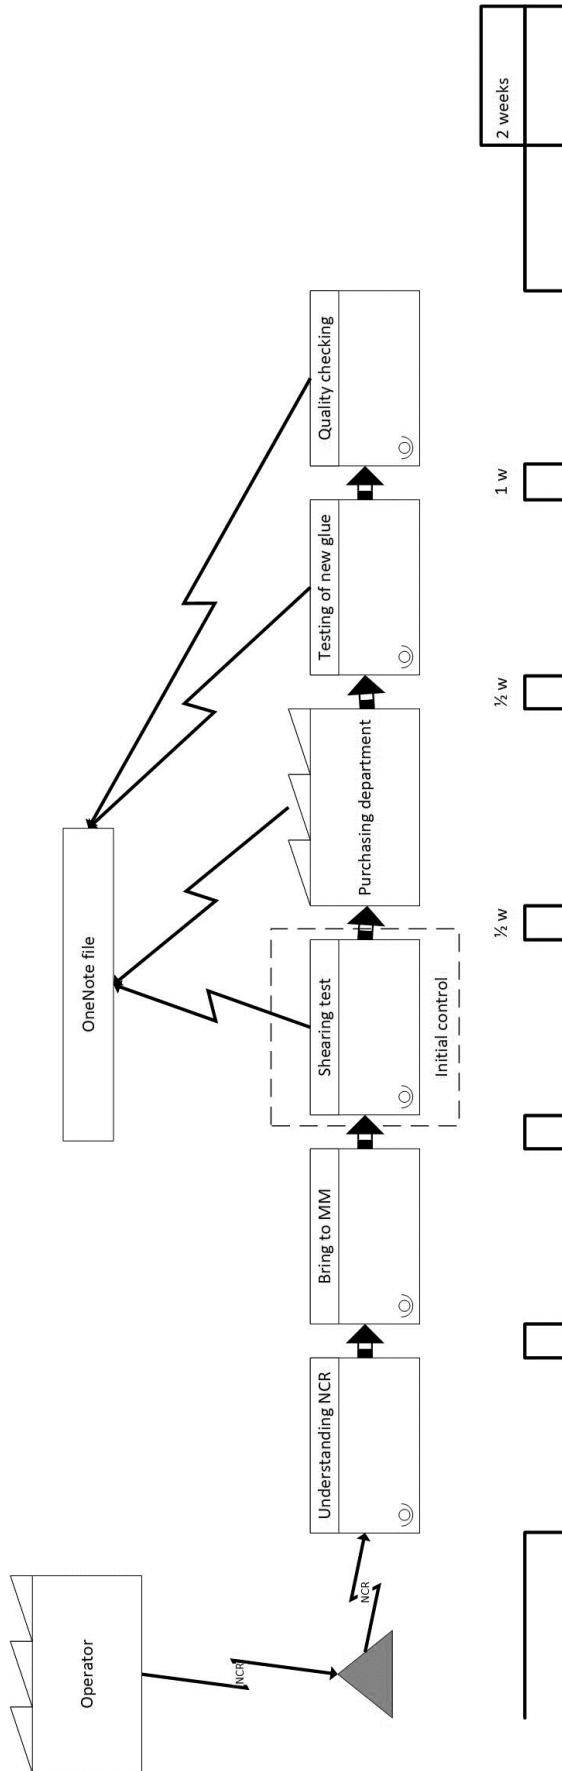 Operator
NCR
NCR
OneNote file
Understanding NCR
Bring to MM
Shearing test
Initial control
Purchasing department
Testing of new glue
Quality checking
½ w
½ w
1 w
2 weeks